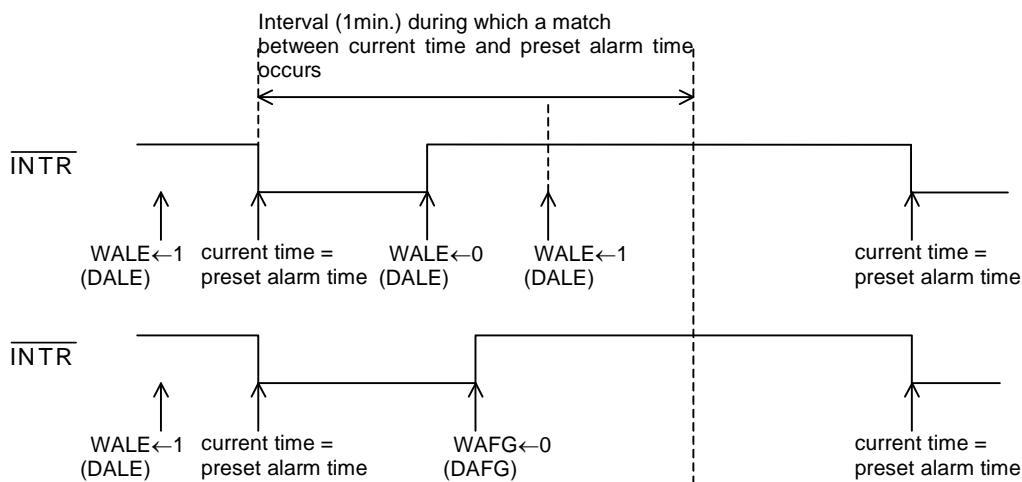 Interval (1min.) during which a match
between current time and preset alarm time
occurs
INTR
WALE←1
(DALE)
current time =
preset alarm time
WALE←0
(DALE)
WALE←1
(DALE)
current time =
preset alarm time
INTR
WALE←1
(DALE)
current time =
preset alarm time
WAFG←0
(DAFG)
current time =
preset alarm time